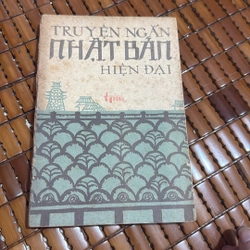 TRUYỆN NGẮN
NHẬT BẢN
HIỆN ĐẠI